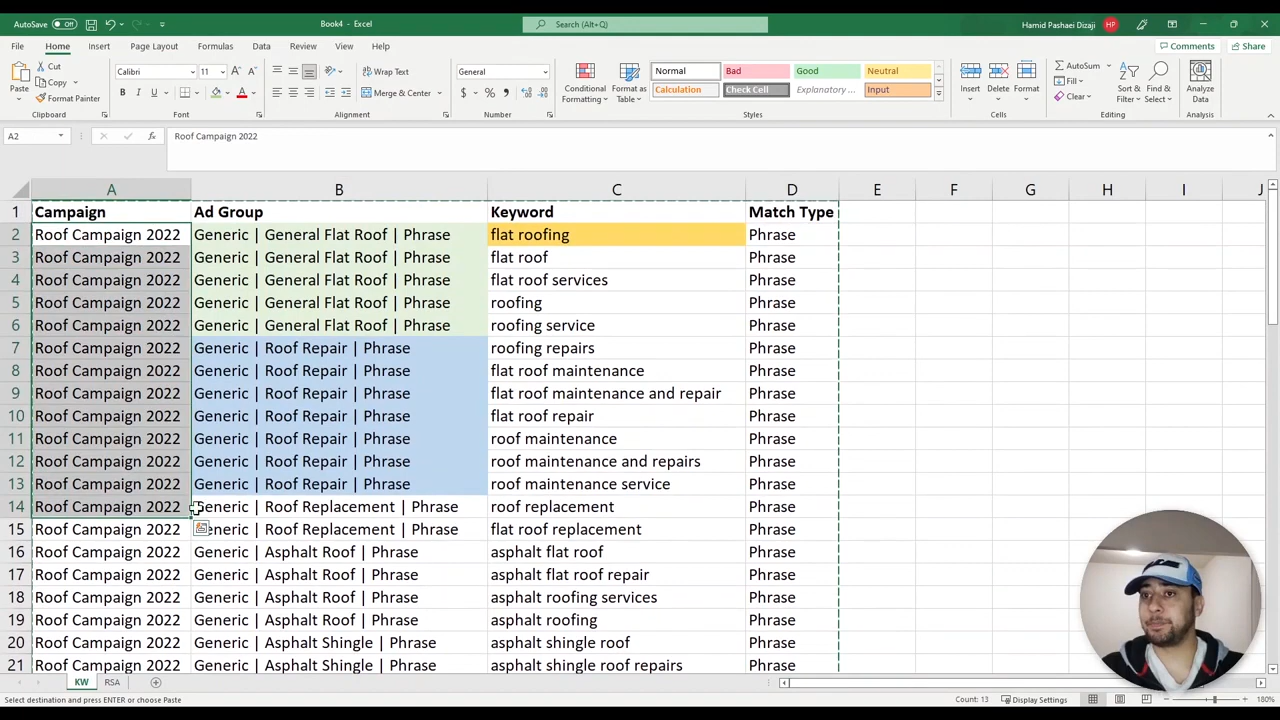 AutoSave Off Book4 - Excel Search (Alt+Q) Hamid Pashaei Dizaji HP
File Home Insert Page Layout Formulas Data Review View Help Comments Share
Paste Cut Copy Format Painter Clipboard
Calibri 11 B I U A Font
Wrap Text Merge & Center Alignment
General $ % Number
Conditional Formatting Format as Table
Normal Bad Good Neutral
Calculation Check Cell Explanatory ... Input
Styles
Insert Delete Format Cells
AutoSum Fill Clear Sort & Filter Find & Select Editing
Analyze Data Analysis
A2 fx Roof Campaign 2022
A B C D E F G H I J
1 Campaign Ad Group Keyword Match Type
2 Roof Campaign 2022 Generic | General Flat Roof | Phrase flat roofing Phrase
3 Roof Campaign 2022 Generic | General Flat Roof | Phrase flat roof Phrase
4 Roof Campaign 2022 Generic | General Flat Roof | Phrase flat roof services Phrase
5 Roof Campaign 2022 Generic | General Flat Roof | Phrase roofing Phrase
6 Roof Campaign 2022 Generic | General Flat Roof | Phrase roofing service Phrase
7 Roof Campaign 2022 Generic | Roof Repair | Phrase roofing repairs Phrase
8 Roof Campaign 2022 Generic | Roof Repair | Phrase flat roof maintenance Phrase
9 Roof Campaign 2022 Generic | Roof Repair | Phrase flat roof maintenance and repair Phrase
10 Roof Campaign 2022 Generic | Roof Repair | Phrase flat roof repair Phrase
11 Roof Campaign 2022 Generic | Roof Repair | Phrase roof maintenance Phrase
12 Roof Campaign 2022 Generic | Roof Repair | Phrase roof maintenance and repairs Phrase
13 Roof Campaign 2022 Generic | Roof Repair | Phrase roof maintenance service Phrase
14 Roof Campaign 2022 Generic | Roof Replacement | Phrase roof replacement Phrase
15 Roof Campaign 2022 Generic | Roof Replacement | Phrase flat roof replacement Phrase
16 Roof Campaign 2022 Generic | Asphalt Roof | Phrase asphalt flat roof Phrase
17 Roof Campaign 2022 Generic | Asphalt Roof | Phrase asphalt flat roof repair Phrase
18 Roof Campaign 2022 Generic | Asphalt Roof | Phrase asphalt roofing services Phrase
19 Roof Campaign 2022 Generic | Asphalt Roof | Phrase asphalt roofing Phrase
20 Roof Campaign 2022 Generic | Asphalt Shingle | Phrase asphalt shingle roof Phrase
21 Roof Campaign 2022 Generic | Asphalt Shingle | Phrase asphalt shingle roof repairs Phrase
KW RSA
Select destination and press ENTER or choose Paste Count: 13 Display Settings 180%